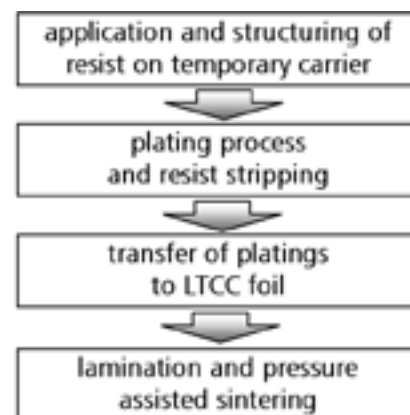 application and structuring of
resist on temporary carrier
plating process
and resist stripping
transfer of platings
to LTCC foil
lamination and pressure
assisted sintering